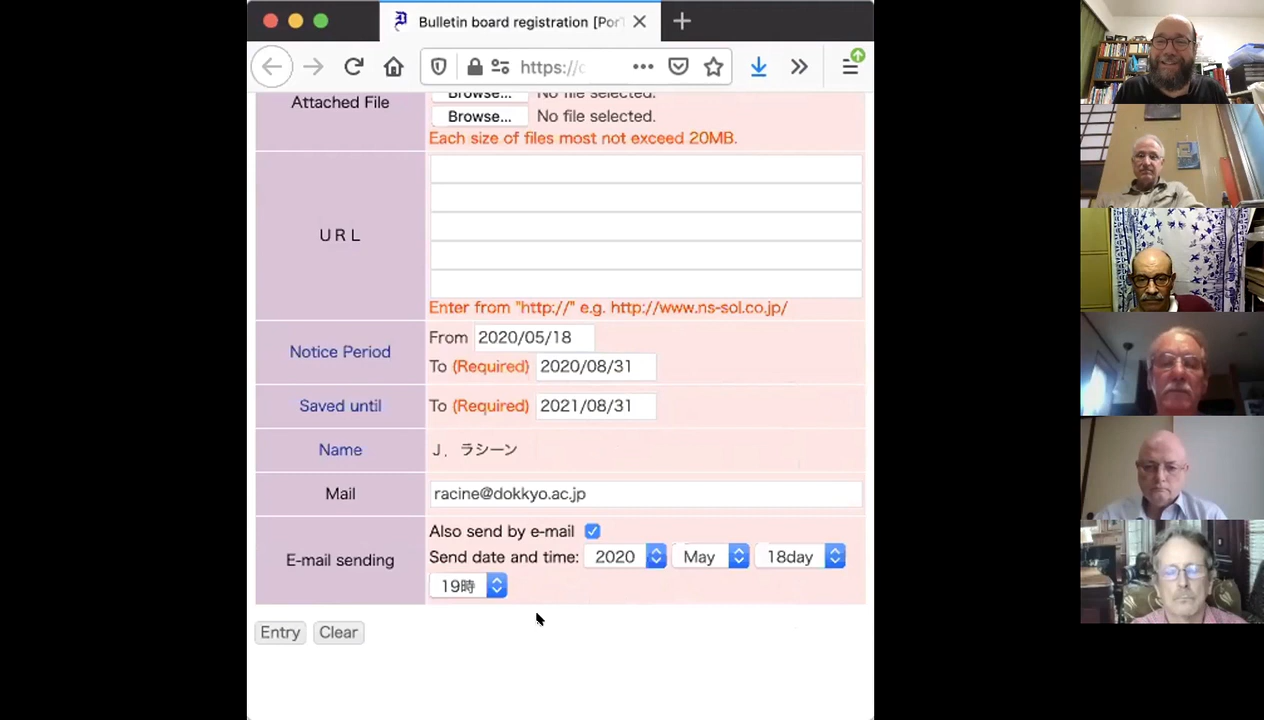 Bulletin board registration [Por
https://c
Attached File
Browse... No file selected.
Browse... No file selected.
Each size of files most not exceed 20MB.
URL
Enter from "http://" e.g. http://www.ns-sol.co.jp/
Notice Period
From 2020/05/18
To (Required) 2020/08/31
Saved until
To (Required) 2021/08/31
Name
J. ラシーン
Mail
racine@dokkyo.ac.jp
E-mail sending
Also send by e-mail
Send date and time: 2020 May 18day
19時
Entry Clear